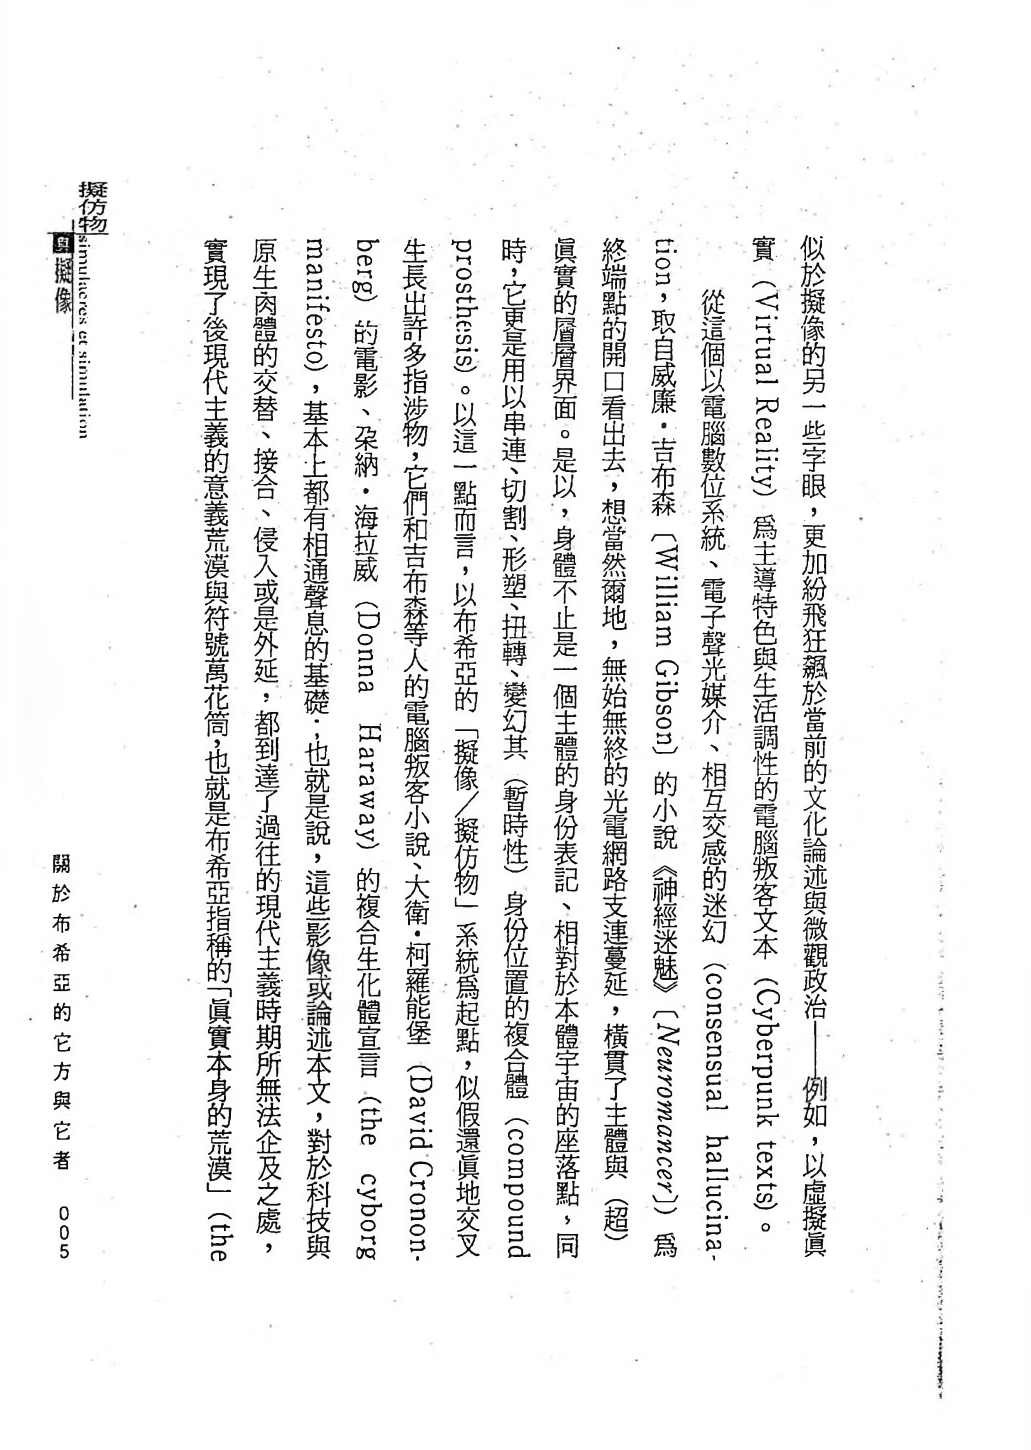 似於擬像的另一些字眼，更加紛飛狂飆於當前的文化論述與微觀政治——例如，以虛擬眞
實（Virtual Reality）爲主導特色與生活調性的電腦叛客文本（Cyberpunk texts）。
從這個以電腦數位系統、電子聲光媒介、相互交感的迷幻（consensual hallucina-
tion，取自威廉・吉布森〔William Gibson〕的小說《神經迷魅》〔Neuromancer〕）爲
終端點的開口看出去，想當然爾地，無始無終的光電網路支連蔓延，橫貫了主體與（超）
眞實的層層界面。是以，身體不止是一個主體的身份表記、相對於本體宇宙的座落點，同
時，它更是用以串連、切割、形塑、扭轉、變幻其（暫時性）身份位置的複合體（compound
prosthesis）。以這一點而言，以布希亞的「擬像／擬仿物」系統爲起點，似假還眞地交叉
生長出許多指涉物，它們和吉布森等人的電腦叛客小說、大衛・柯羅能堡（David Cronon-
berg）的電影、朶納・海拉威（Donna Haraway）的複合生化體宣言（the cyborg
manifesto），基本上都有相通聲息的基礎；也就是說，這些影像或論述本文，對於科技與
原生肉體的交替、接合、侵入或是外延，都到達了過往的現代主義時期所無法企及之處，
實現了後現代主義的意義荒漠與符號萬花筒，也就是布希亞指稱的「眞實本身的荒漠」（the
擬仿物
simulacres et simulation
與擬像
關於布希亞的它方與它者 005